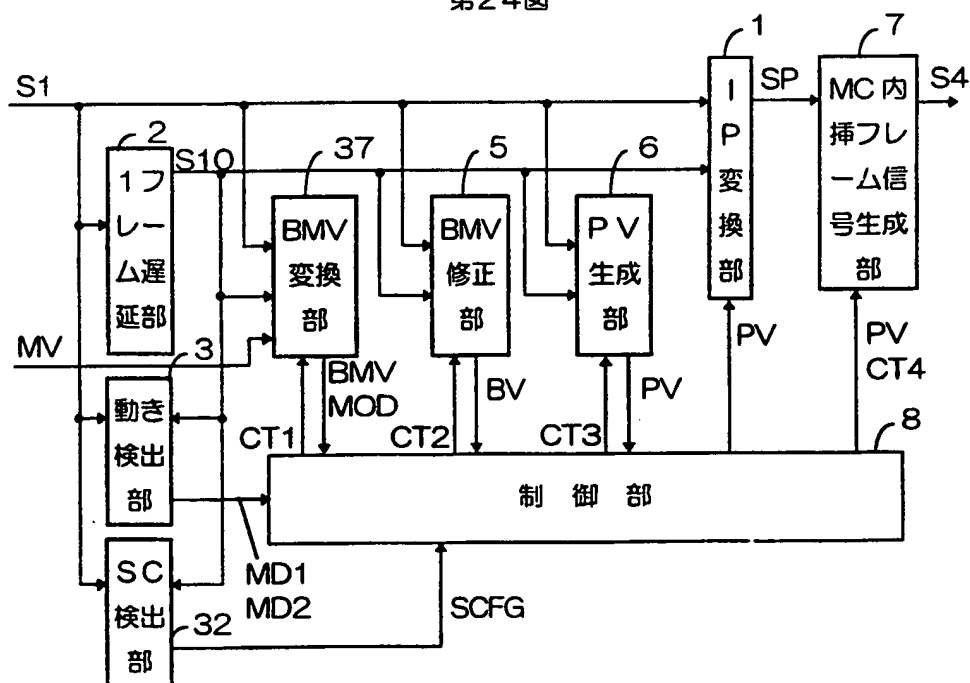 第24図
S1
2
1フ
レー
ム遅
延部
S10
37
BMV
変換
部
5
BMV
修正
部
6
PV
生成
部
1
I
P
変
換
部
SP
7
MC内
挿フレ
ーム信
号生成
部
S4
MV
3
動き
検出
部
BMV
MOD
CT1
BV
CT2
PV
CT3
PV
PV
CT4
8
制御部
MD1
MD2
SC
検出
部
32
SCFG